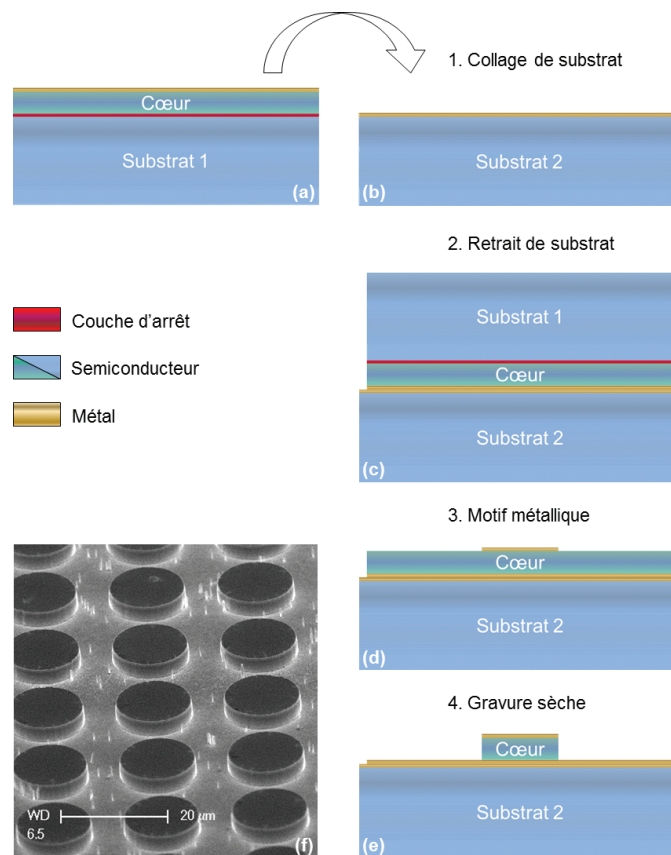 1. Collage de substrat
Cœur
Substrat 1
(a)
Substrat 2
(b)
2. Retrait de substrat
Couche d’arrêt
Semiconducteur
Métal
Substrat 1
Cœur
Substrat 2
(c)
3. Motif métallique
Cœur
Substrat 2
(d)
4. Gravure sèche
Cœur
Substrat 2
(e)
WD
20 µm
6.5
(f)